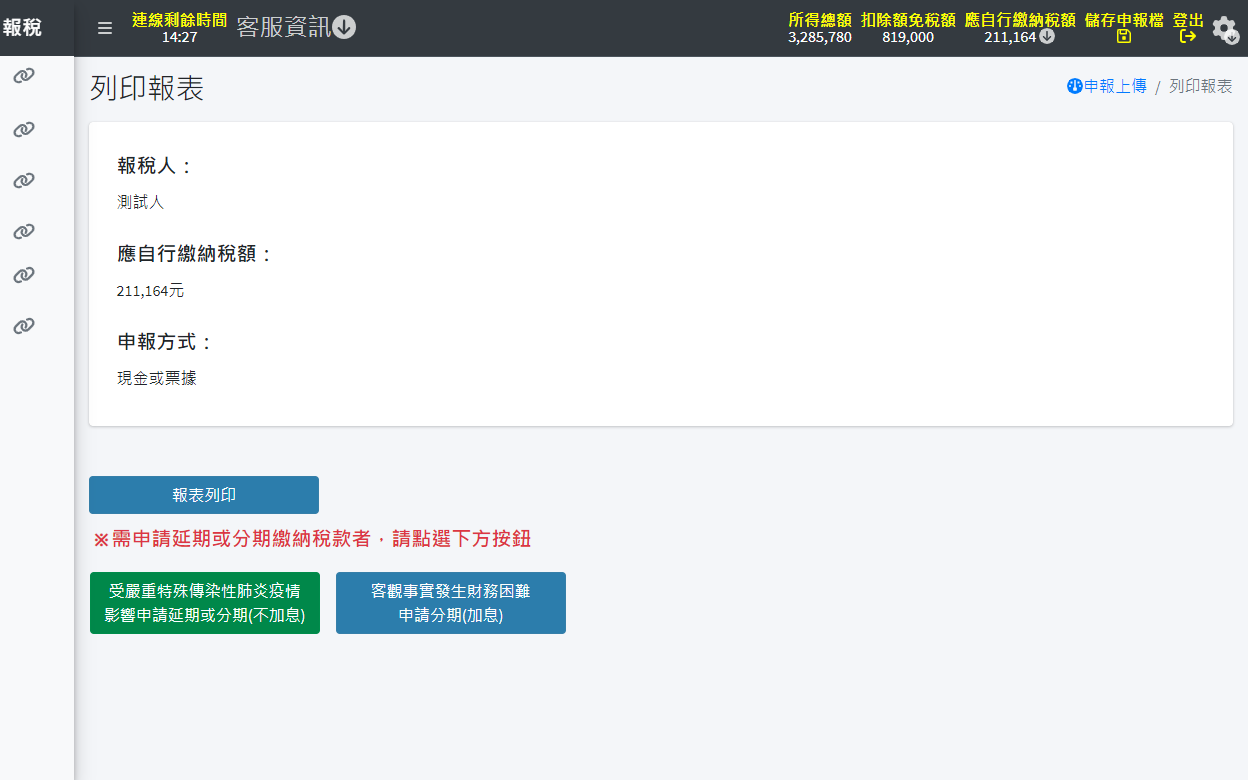 報稅
連線剩餘時間
14:27
客服資訊
所得總額
3,285,780
扣除額免稅額
819,000
應自行繳納稅額
211,164
儲存申報檔
登出
列印報表
申報上傳 / 列印報表
報稅人：
測試人
應自行繳納稅額：
211,164元
申報方式：
現金或票據
報表列印
※需申請延期或分期繳納稅款者，請點選下方按鈕
受嚴重特殊傳染性肺炎疫情
影響申請延期或分期(不加息)
客觀事實發生財務困難
申請分期(加息)